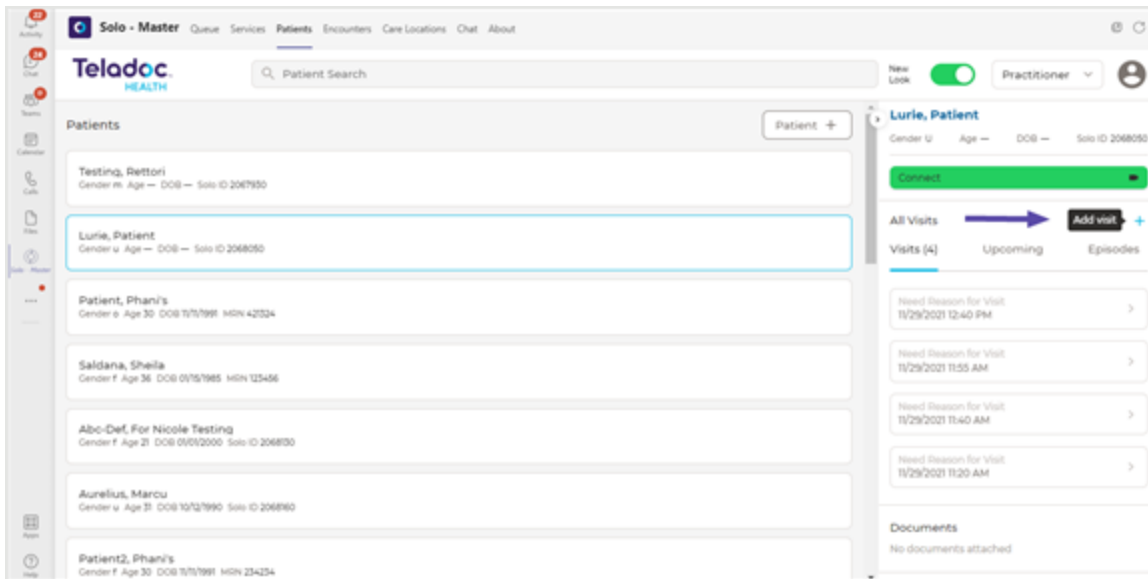 22
Activity
Chat
Teams
Calendar
Calls
Files
Solo - Master
Apps
Help
Solo - Master Queue Services Patients Encounters Care Locations Chat About
Teladoc.
HEALTH
Patient Search
New
Look
Practitioner
Patients
Patient +
Testing, Rettori
Gender m Age — DOB — Solo ID 2067930
Lurie, Patient
Gender u Age — DOB — Solo ID 2068050
Patient, Phani's
Gender o Age 30 DOB 11/11/1991 MRN 421324
Saldana, Sheila
Gender f Age 36 DOB 01/15/1985 MRN 123456
Abc-Def, For Nicole Testing
Gender f Age 21 DOB 01/01/2000 Solo ID 2068130
Aurelius, Marcu
Gender u Age 31 DOB 10/12/1990 Solo ID 2068160
Patient2, Phani's
Gender f Age 30 DOB 11/11/1991 MRN 234234
Lurie, Patient
Gender U Age — DOB — Solo ID 2068050
Connect
All Visits
Add visit +
Visits (4) Upcoming Episodes
Need Reason for Visit
11/29/2021 12:40 PM
Need Reason for Visit
11/29/2021 11:55 AM
Need Reason for Visit
11/29/2021 11:40 AM
Need Reason for Visit
11/29/2021 11:20 AM
Documents
No documents attached